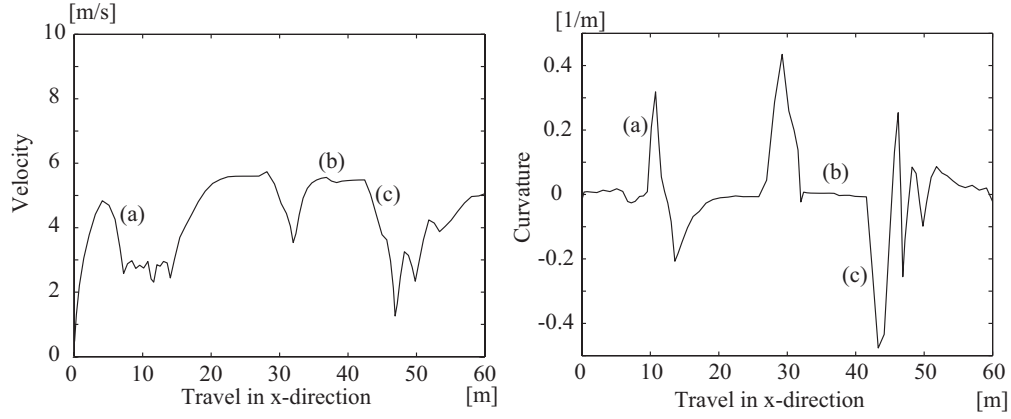 [m/s]
10
8
6
4
2
0
Velocity
(a)
(b)
(c)
0 10 20 30 40 50 60
Travel in x-direction [m]
[1/m]
0.4
0.2
0
-0.2
-0.4
Curvature
(a)
(b)
(c)
0 10 20 30 40 50 60
Travel in x-direction [m]